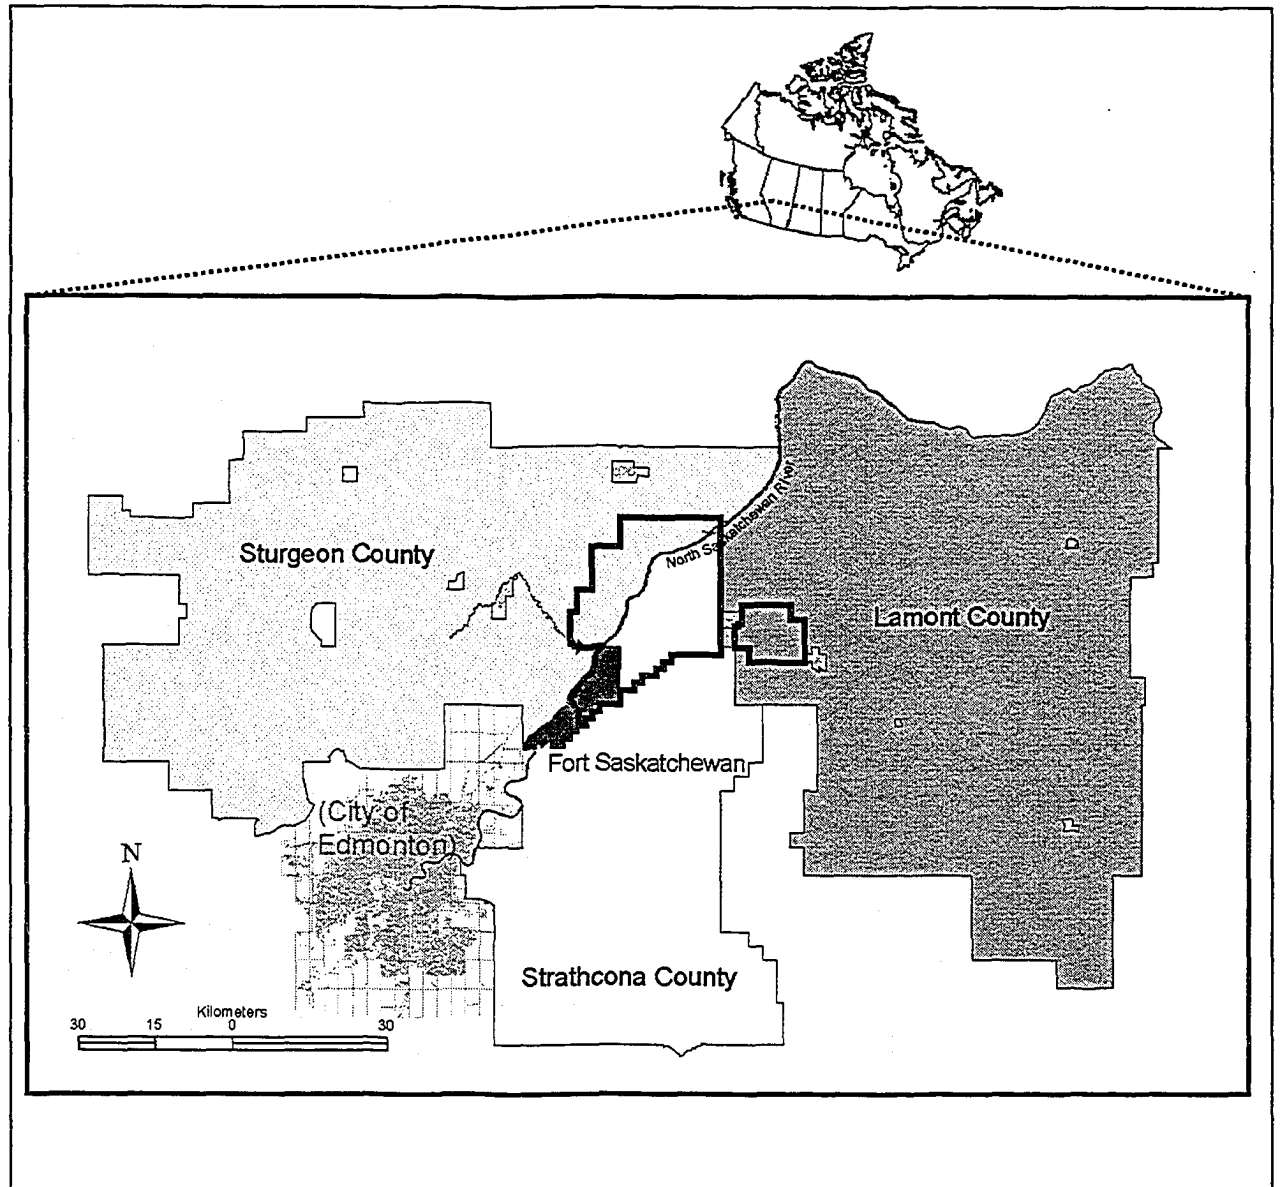 North Saskatchewan River
Sturgeon County
Lamont County
Fort Saskatchewan
(City of
Edmonton)
N
Strathcona County
Kilometers
30 15 0 30